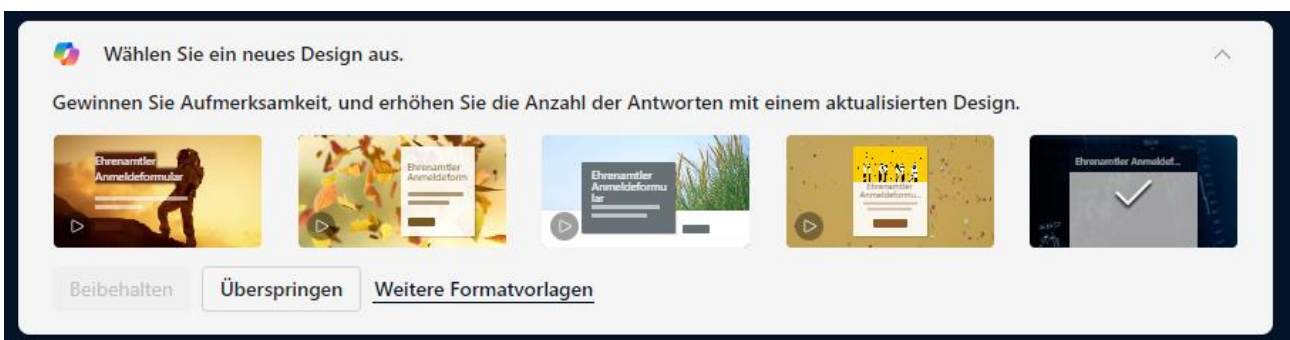 Wählen Sie ein neues Design aus.
Gewinnen Sie Aufmerksamkeit, und erhöhen Sie die Anzahl der Antworten mit einem aktualisierten Design.
Ehrenamtler
Anmeldeformular
Ehrenamtler
Anmeldeform
Ehrenamtler
Anmeldeformu
lar
Ehrenamtler
Anmeldeformu...
Ehrenamtler Anmeldef...
Beibehalten
Überspringen
Weitere Formatvorlagen